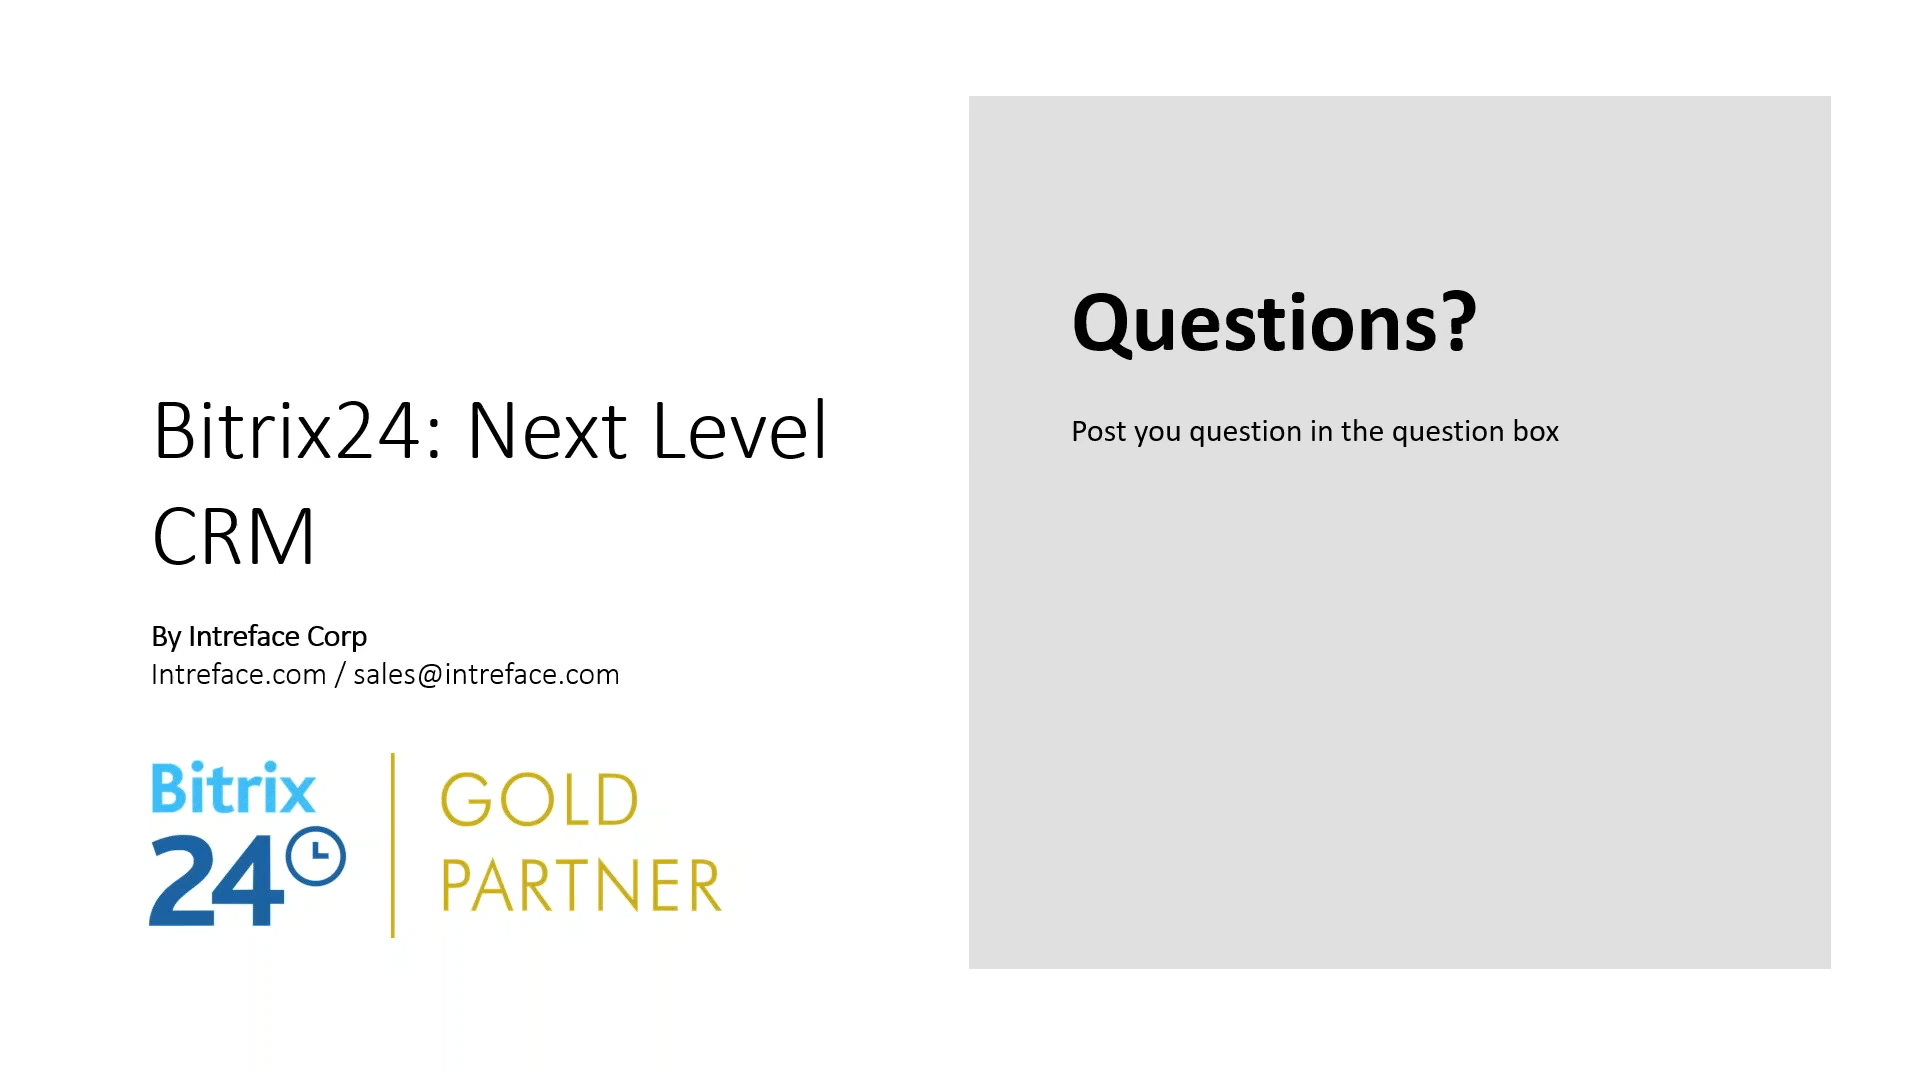 Bitrix24: Next Level
CRM
By Intreface Corp
Intreface.com / sales@intreface.com
Bitrix
24
GOLD
PARTNER
Questions?
Post you question in the question box